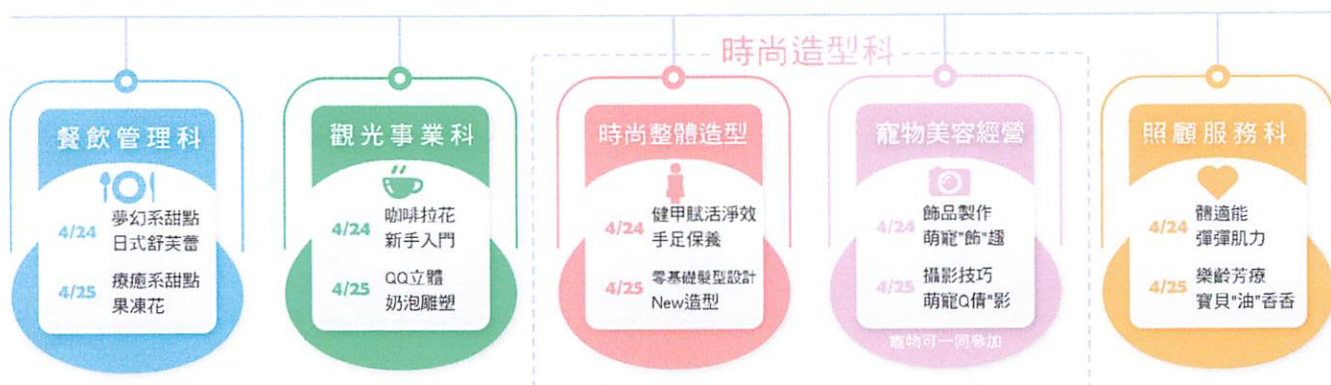 時尚造型科
餐飲管理科
4/24
夢幻系甜點
日式舒芙蕾
4/25
療癒系甜點
果凍花
觀光事業科
4/24
咖啡拉花
新手入門
4/25
QQ立體
奶泡雕塑
時尚整體造型
4/24
健甲賦活淨效
手足保養
4/25
零基礎髮型設計
New造型
寵物美容經營
4/24
飾品製作
萌寵"飾"趣
4/25
攝影技巧
萌寵Q倩"影
寵物可一同參加
照顧服務科
4/24
體適能
彈彈肌力
4/25
樂齡芳療
寶貝"油"香香